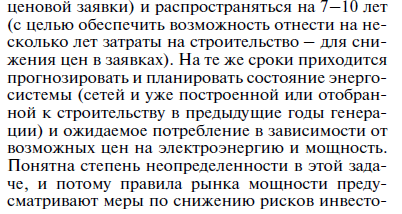 ценовой заявки) и распространяться на 7—10 лет
(с целью обеспечить возможность отнести на не-
сколько лет затраты на строительство – для сни-
жения цен в заявках). На те же сроки приходится
прогнозировать и планировать состояние энерго-
системы (сетей и уже построенной или отобран-
ной к строительству в предыдущие годы генера-
ции) и ожидаемое потребление в зависимости от
возможных цен на электроэнергию и мощность.
Понятна степень неопределенности в этой зада-
че, и потому правила рынка мощности преду-
сматривают меры по снижению рисков инвесто-